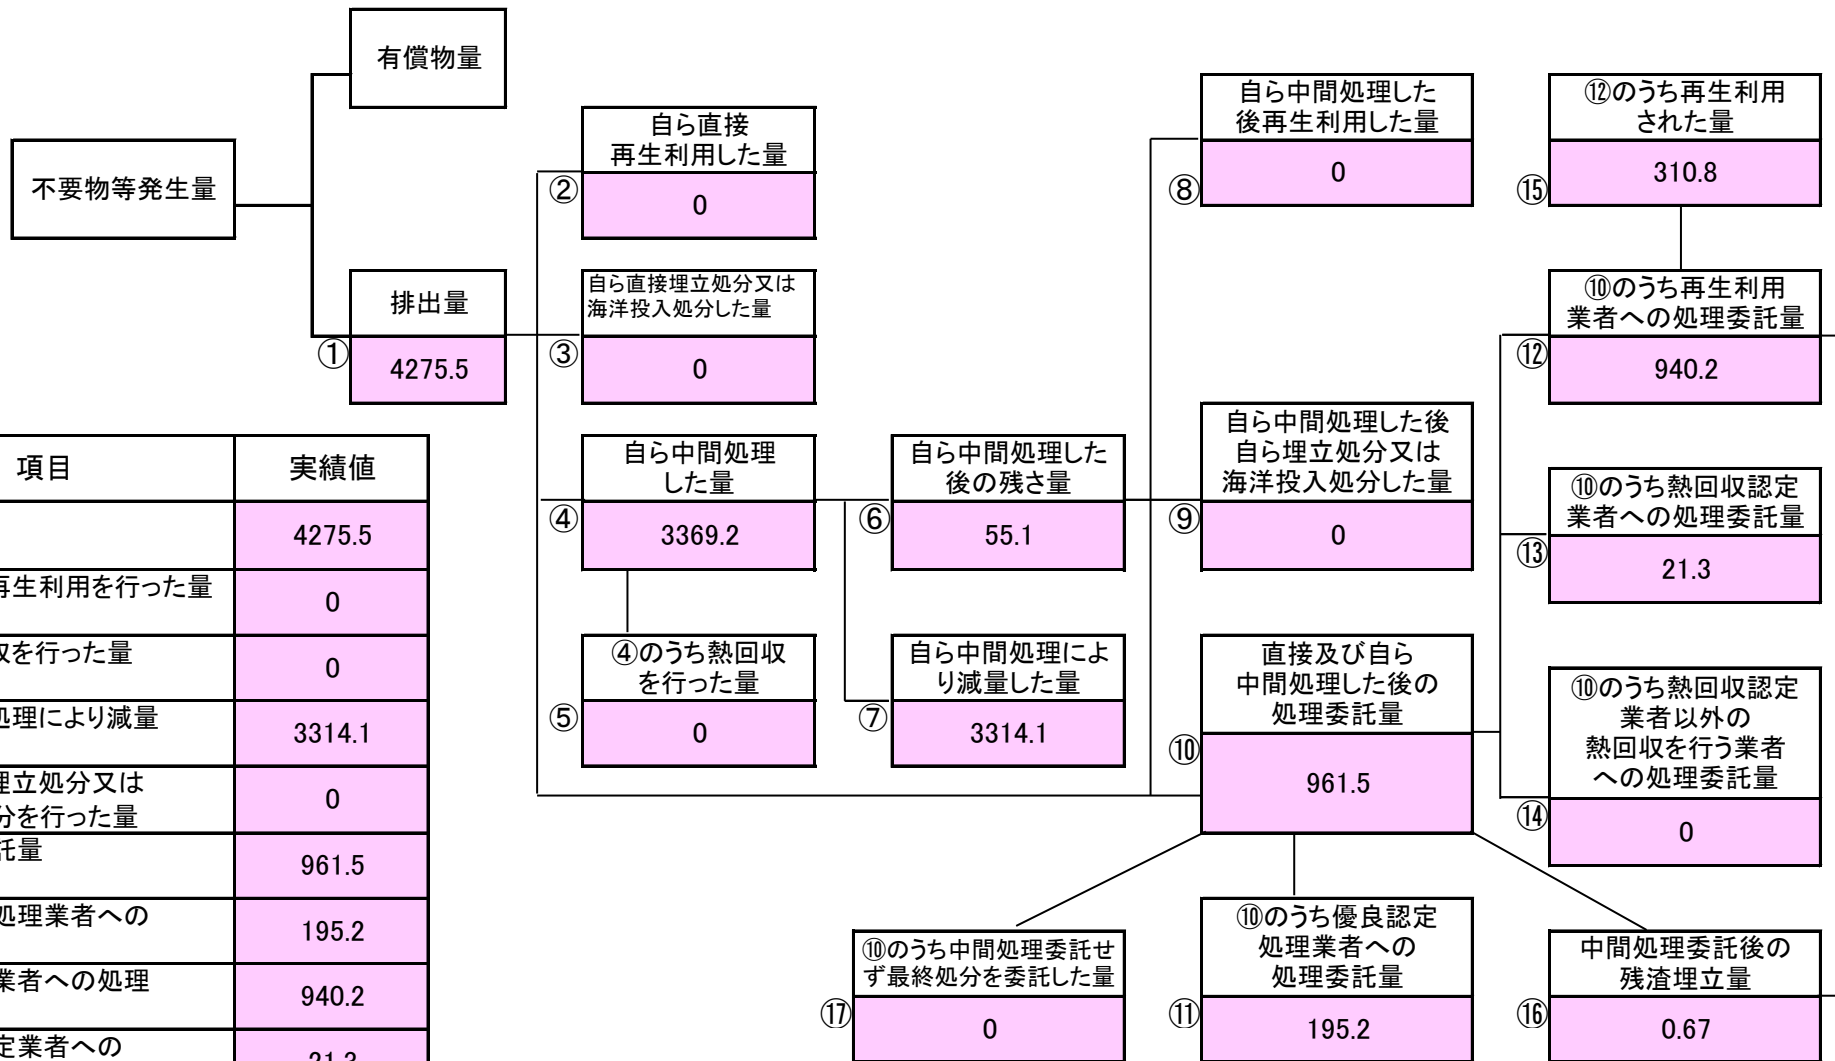 有償物量
不要物等発生量
排出量
①
4275.5
自ら直接
再生利用した量
②
0
自ら直接埋立処分又は
海洋投入処分した量
③
0
自ら中間処理
した量
④
3369.2
④のうち熱回収
を行った量
⑤
0
自ら中間処理した
後の残さ量
⑥
55.1
自ら中間処理によ
り減量した量
⑦
3314.1
自ら中間処理した
後再生利用した量
⑧
0
自ら中間処理した後
自ら埋立処分又は
海洋投入処分した量
⑨
0
直接及び自ら
中間処理した後の
処理委託量
⑩
961.5
⑫のうち再生利用
された量
⑮
310.8
⑩のうち再生利用
業者への処理委託量
⑫
940.2
⑩のうち熱回収認定
業者への処理委託量
⑬
21.3
⑩のうち熱回収認定
業者以外の
熱回収を行う業者
への処理委託量
⑭
0
⑩のうち中間処理委託せ
ず最終処分を委託した量
⑰
0
⑩のうち優良認定
処理業者への
処理委託量
⑪
195.2
中間処理委託後の
残渣埋立量
⑯
0.67
項目
実績値
4275.5
再生利用を行った量
0
を行った量
0
処理により減量
3314.1
埋立処分又は
分を行った量
0
託量
961.5
処理業者への
195.2
業者への処理
940.2
定業者への
21.3